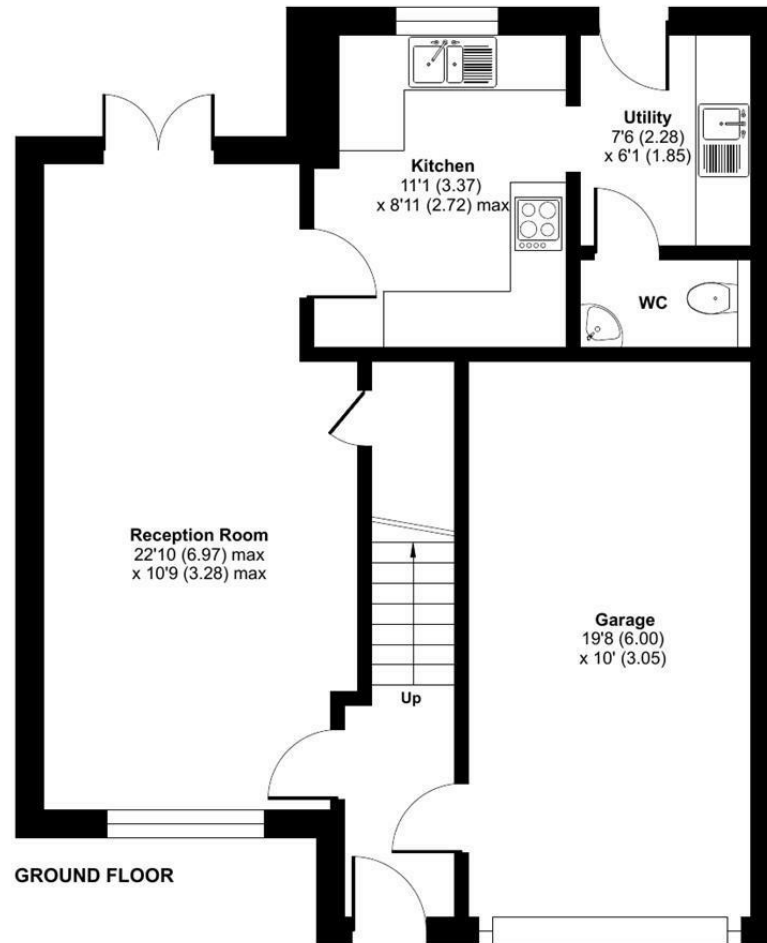 Utility
7'6 (2.28)
x 6'1 (1.85)
Kitchen
11'1 (3.37)
x 8'11 (2.72) max
WC
Reception Room
22'10 (6.97) max
x 10'9 (3.28) max
Garage
19'8 (6.00)
x 10' (3.05)
Up
GROUND FLOOR